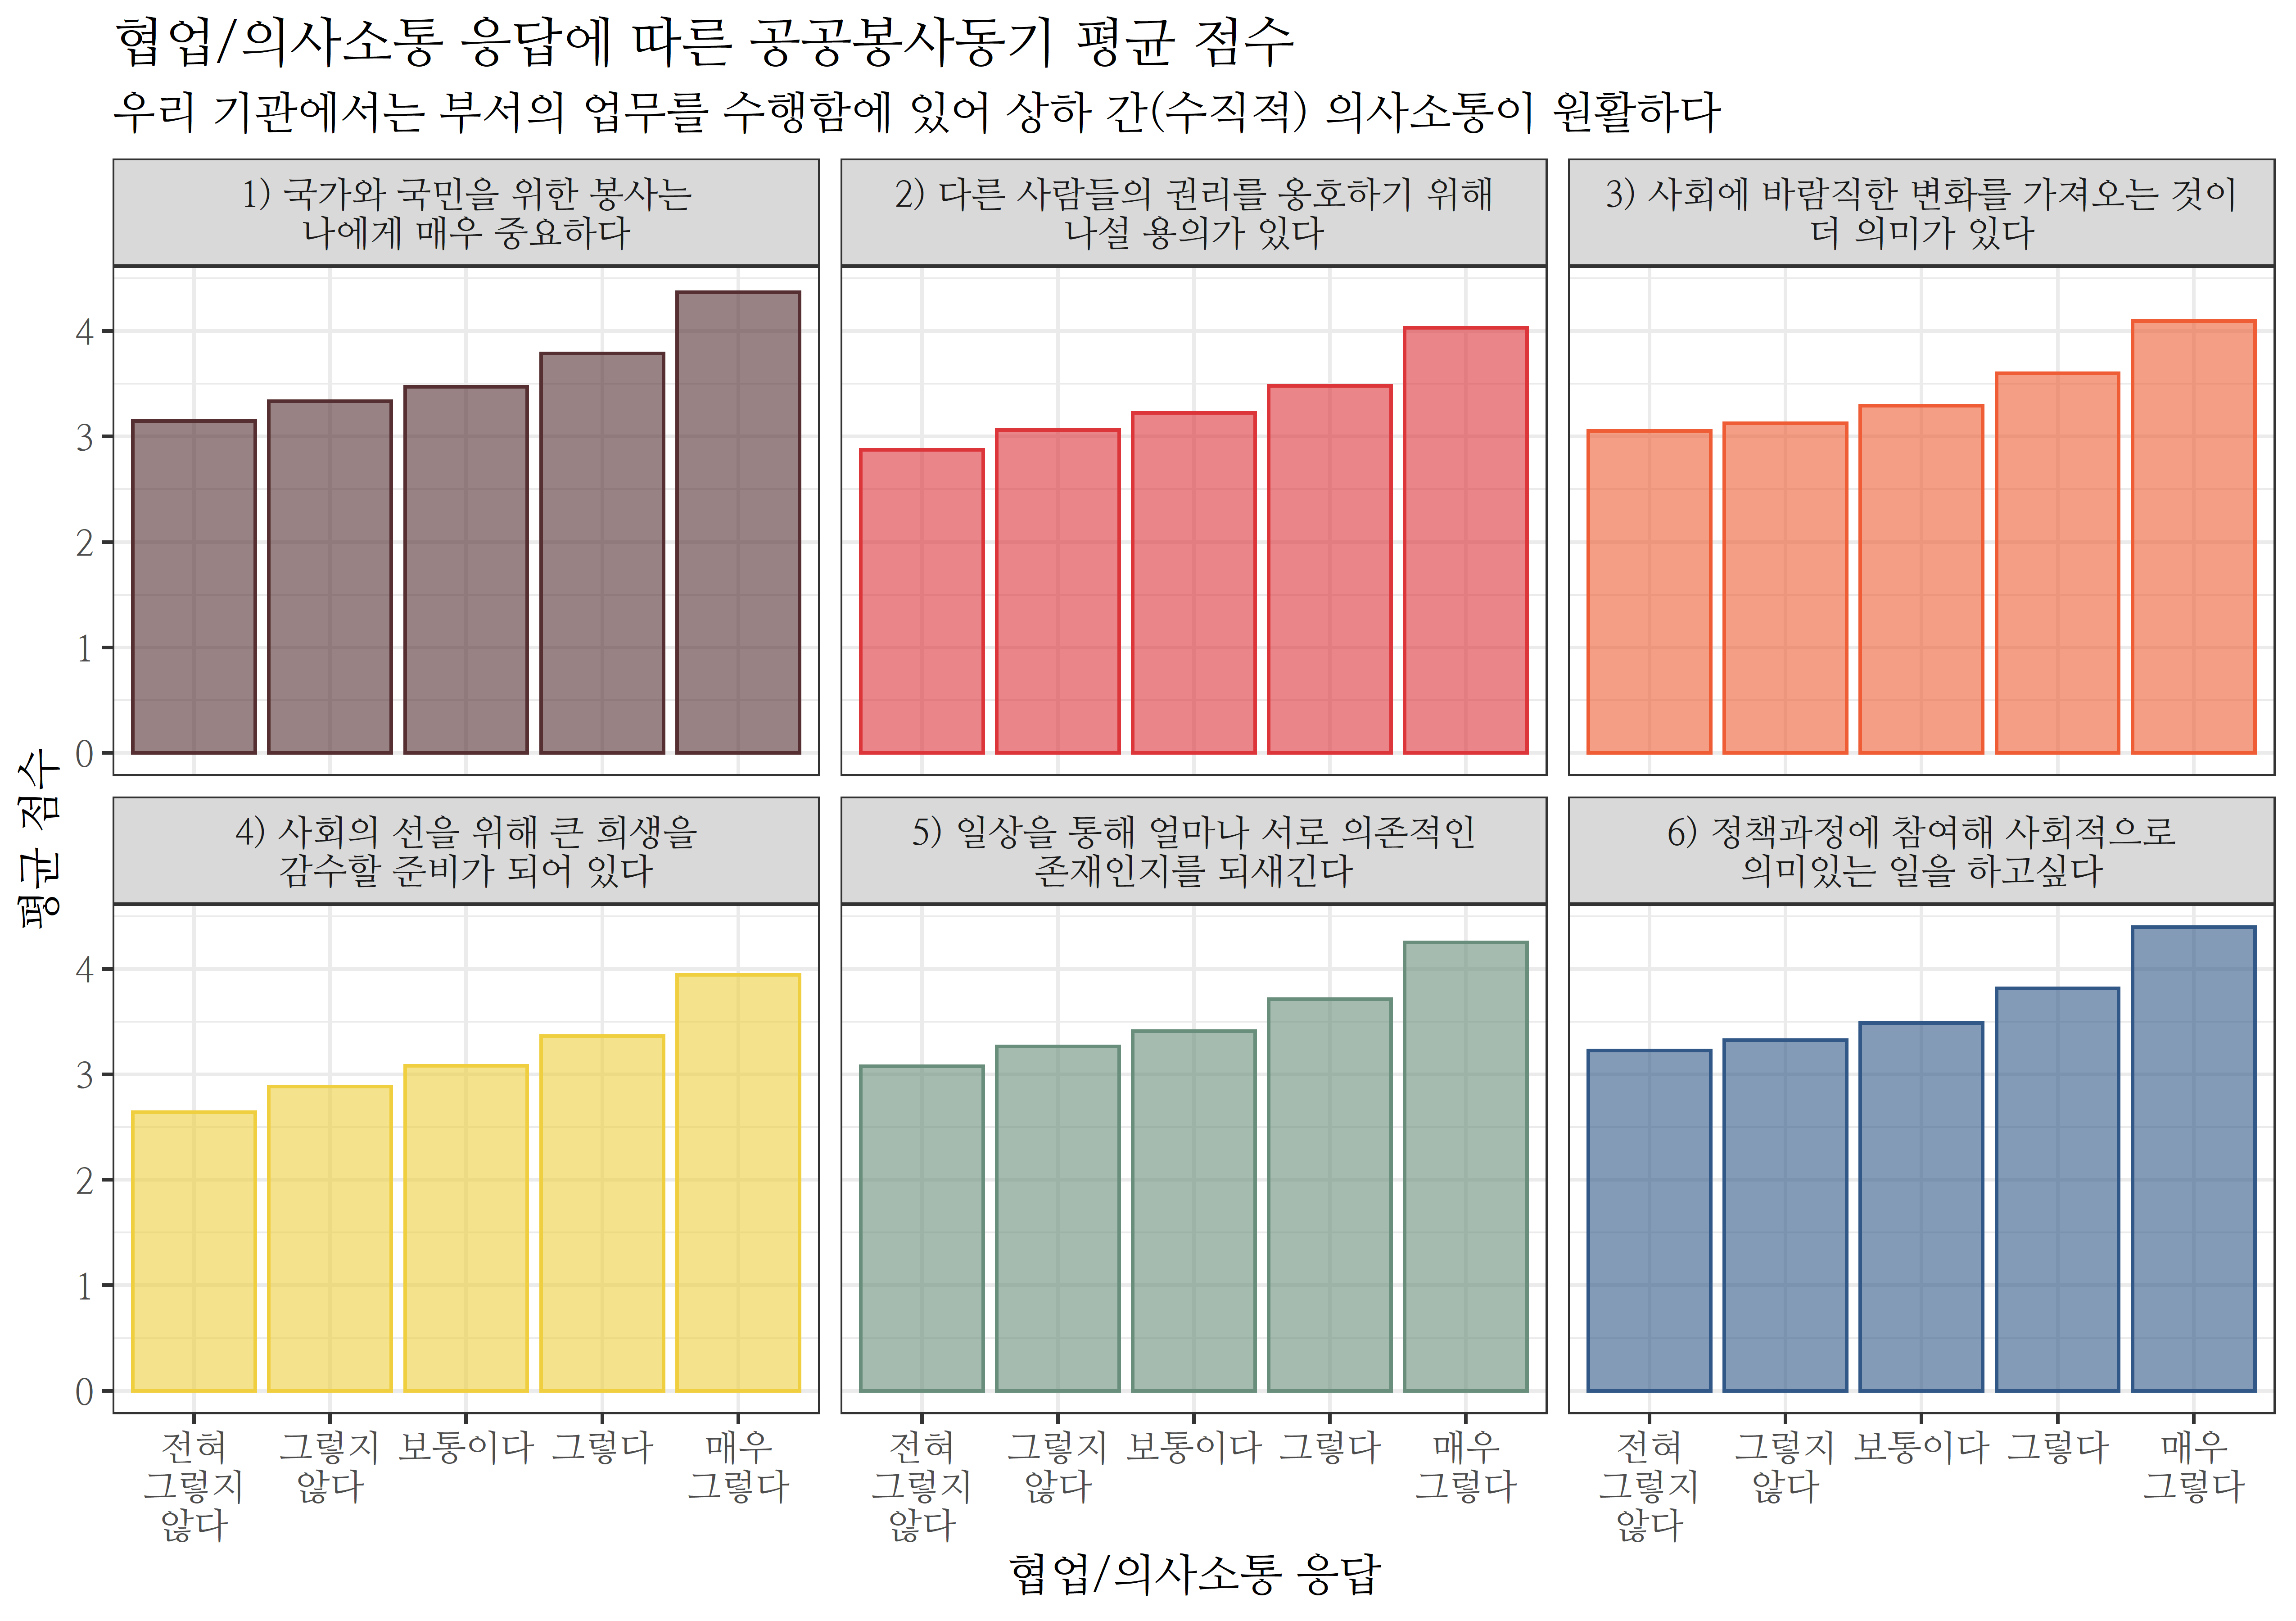 협업/의사소통 응답에 따른 공공봉사동기 평균 점수
우리 기관에서는 부서의 업무를 수행함에 있어 상하 간(수직적) 의사소통이 원활하다
1) 국가와 국민을 위한 봉사는
나에게 매우 중요하다
2) 다른 사람들의 권리를 옹호하기 위해
나설 용의가 있다
3) 사회에 바람직한 변화를 가져오는 것이
더 의미가 있다
4
3
2
1
0
평균 점수
4) 사회의 선을 위해 큰 희생을
감수할 준비가 되어 있다
5) 일상을 통해 얼마나 서로 의존적인
존재인지를 되새긴다
6) 정책과정에 참여해 사회적으로
의미있는 일을 하고싶다
4
3
2
1
0
전혀
그렇지
않다
그렇지
않다
보통이다
그렇다
매우
그렇다
전혀
그렇지
않다
그렇지
않다
보통이다
그렇다
매우
그렇다
전혀
그렇지
않다
그렇지
않다
보통이다
그렇다
매우
그렇다
협업/의사소통 응답